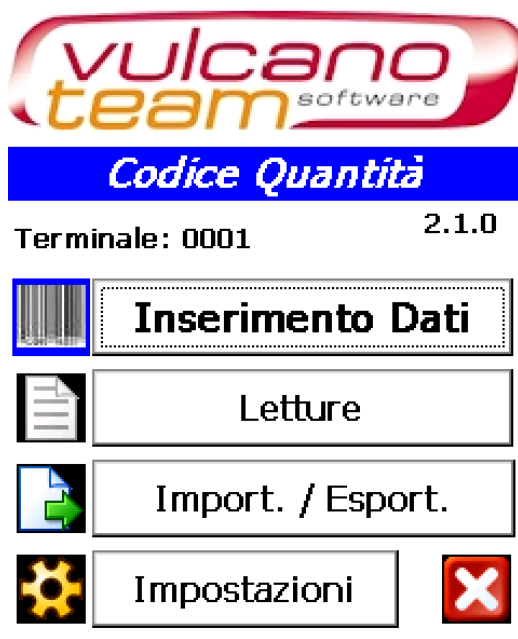 vulcano
team software
Codice Quantità
2.1.0
Terminale: 0001
Inserimento Dati
Letture
Import. / Esport.
Impostazioni